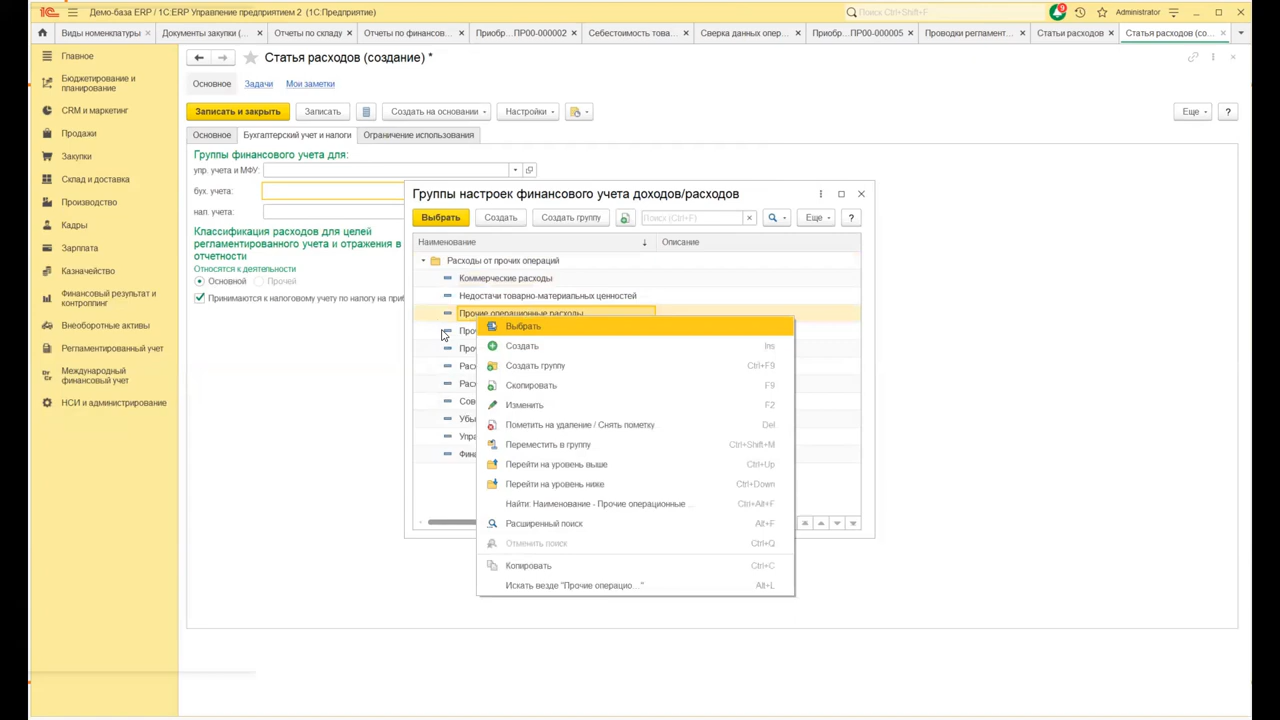 Демо-база ERP / 1С:ERP Управление предприятием 2 (1С:Предприятие)
Поиск Ctrl+Shift+F
Administrator
Виды номенклатуры
Документы закупки (...
Отчеты по складу
Отчеты по финансов...
Приобр...ПР00-000002
Себестоимость това...
Сверка данных опер...
Приобр...ПР00-000005
Проводки регламент...
Статьи расходов
Статья расходов (со...
Главное
Бюджетирование и
планирование
CRM и маркетинг
Продажи
Закупки
Склад и доставка
Производство
Кадры
Зарплата
Казначейство
Финансовый результат и
контроллинг
Внеоборотные активы
Регламентированный учет
Международный
финансовый учет
НСИ и администрирование
Статья расходов (создание) *
Основное
Задачи
Мои заметки
Записать и закрыть
Записать
Создать на основании
Настройки
Еще
?
Основное
Бухгалтерский учет и налоги
Ограничение использования
Группы финансового учета для:
упр. учета и МФУ:
бух. учета:
нал. учета:
Классификация расходов для целей
регламентированного учета и отражения в
отчетности
Относятся к деятельности
Основной
Прочей
Принимаются к налоговому учету по налогу на при
Группы настроек финансового учета доходов/расходов
Выбрать
Создать
Создать группу
Поиск (Ctrl+F)
Еще
?
Наименование
Описание
Расходы от прочих операций
Коммерческие расходы
Недостачи товарно-материальных ценностей
Прочие операционные расходы
Про
Про
Рас
Рас
Сов
Убы
Упра
Фин
Выбрать
Создать Ins
Создать группу Ctrl+F9
Скопировать F9
Изменить F2
Пометить на удаление / Снять пометку Del
Переместить в группу Ctrl+Shift+M
Перейти на уровень выше Ctrl+Up
Перейти на уровень ниже Ctrl+Down
Найти: Наименование - Прочие операционные ... Ctrl+Alt+F
Расширенный поиск Alt+F
Отменить поиск Ctrl+Q
Копировать Ctrl+C
Искать везде "Прочие операцио..." Alt+L